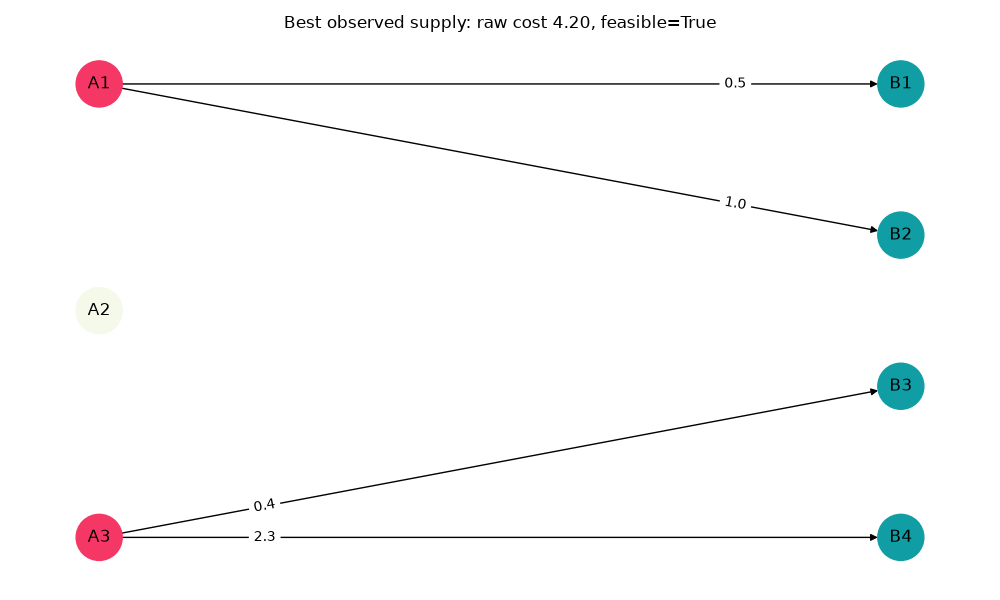 Best observed supply: raw cost 4.20, feasible=True
A1
0.5
B1
1.0
B2
A2
B3
0.4
A3
2.3
B4